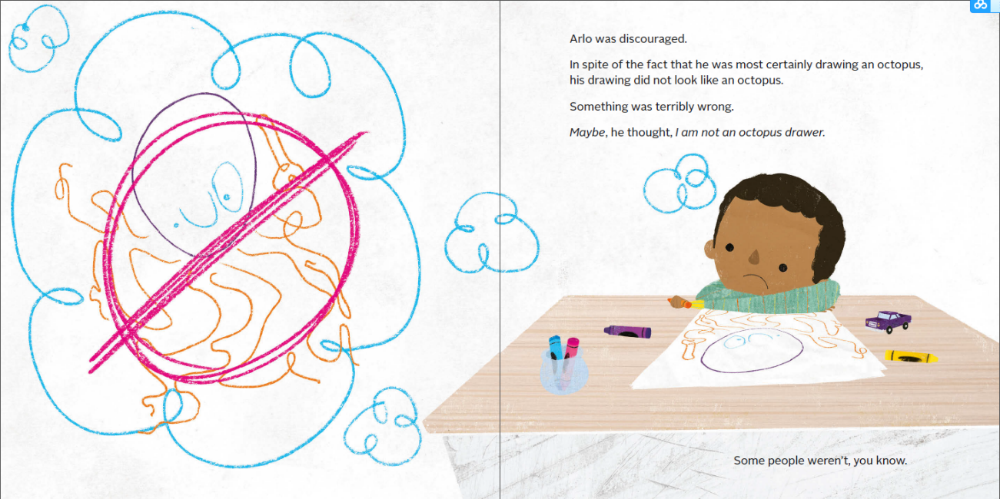 Arlo was discouraged.
In spite of the fact that he was most certainly drawing an octopus,
his drawing did not look like an octopus.
Something was terribly wrong.
Maybe, he thought, I am not an octopus drawer.
Some people weren’t, you know.